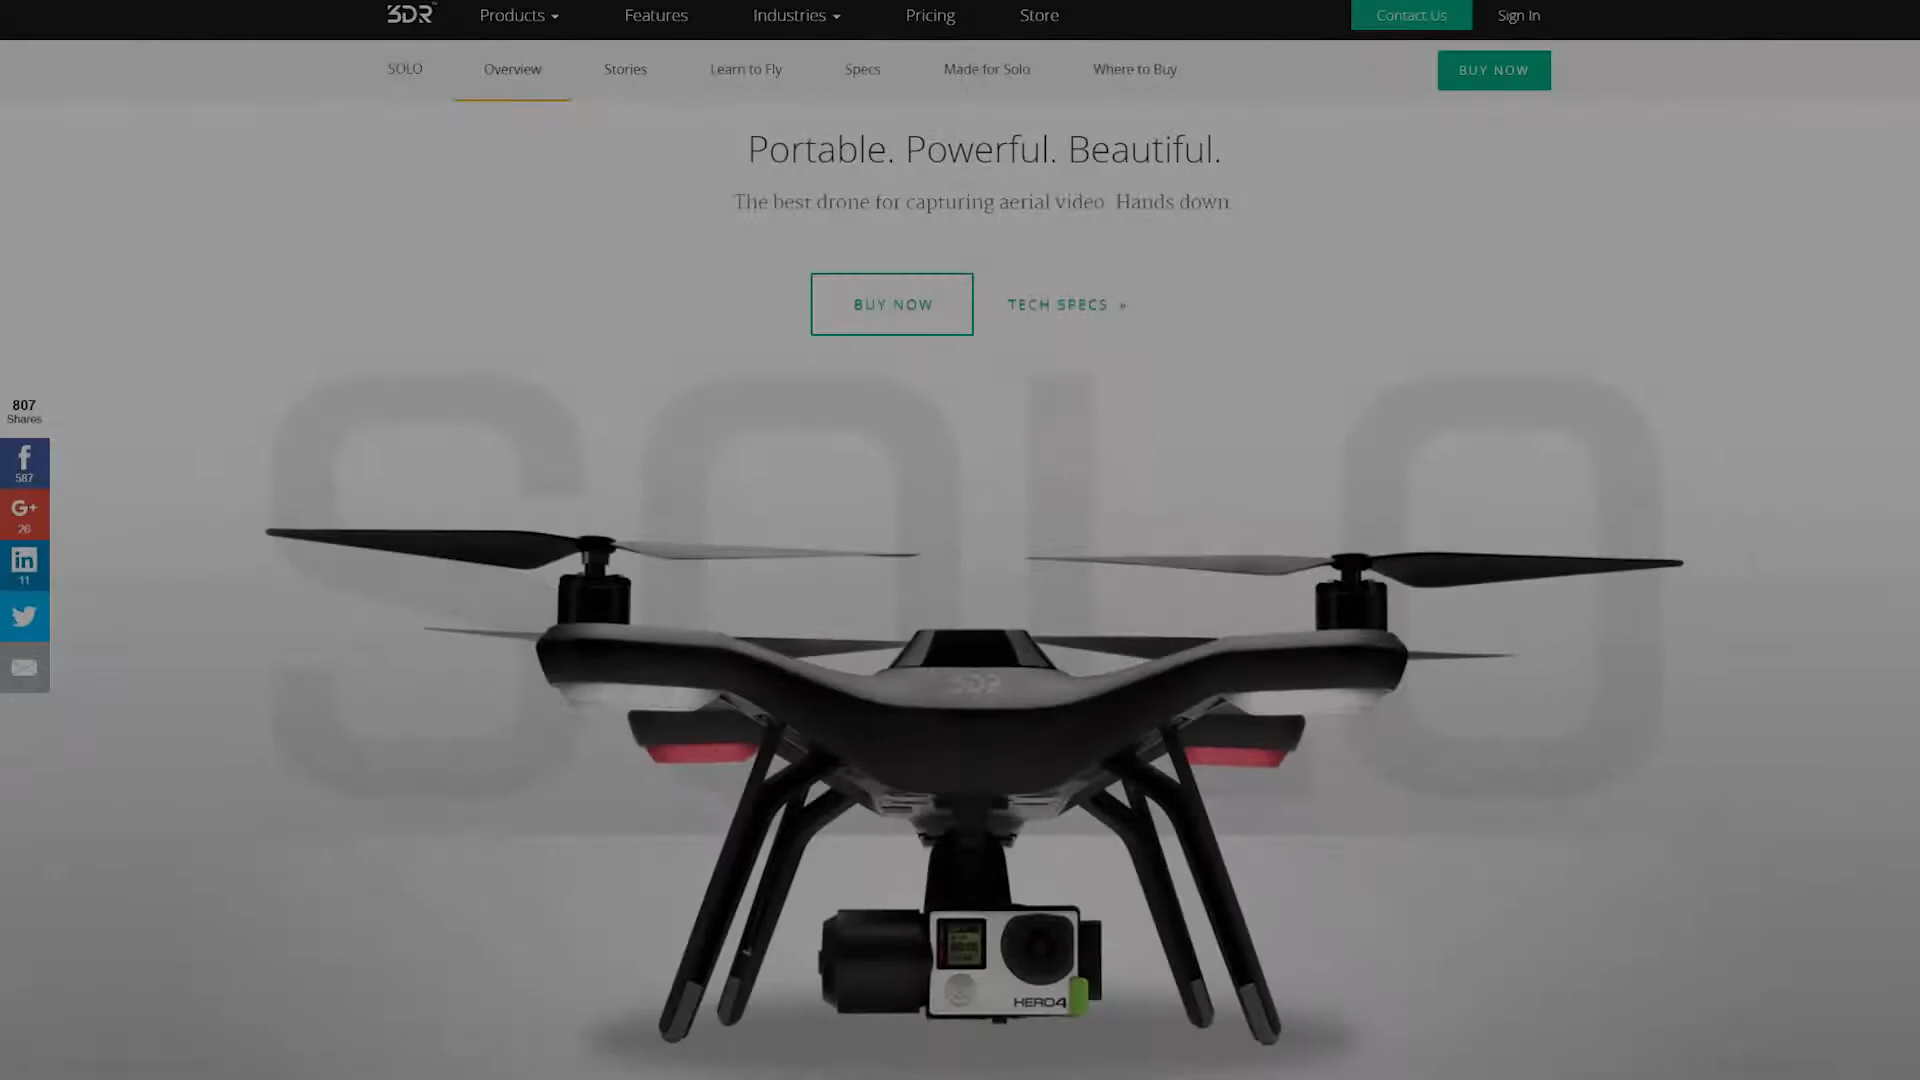 3DR Products Features Industries Pricing Store Contact Us Sign In
SOLO Overview Stories Learn to Fly Specs Made for Solo Where to Buy BUY NOW
Portable. Powerful. Beautiful.
The best drone for capturing aerial video. Hands down.
BUY NOW TECH SPECS »
SOLO
807
Shares
f
587
G+
26
in
11
3DR
HERO4